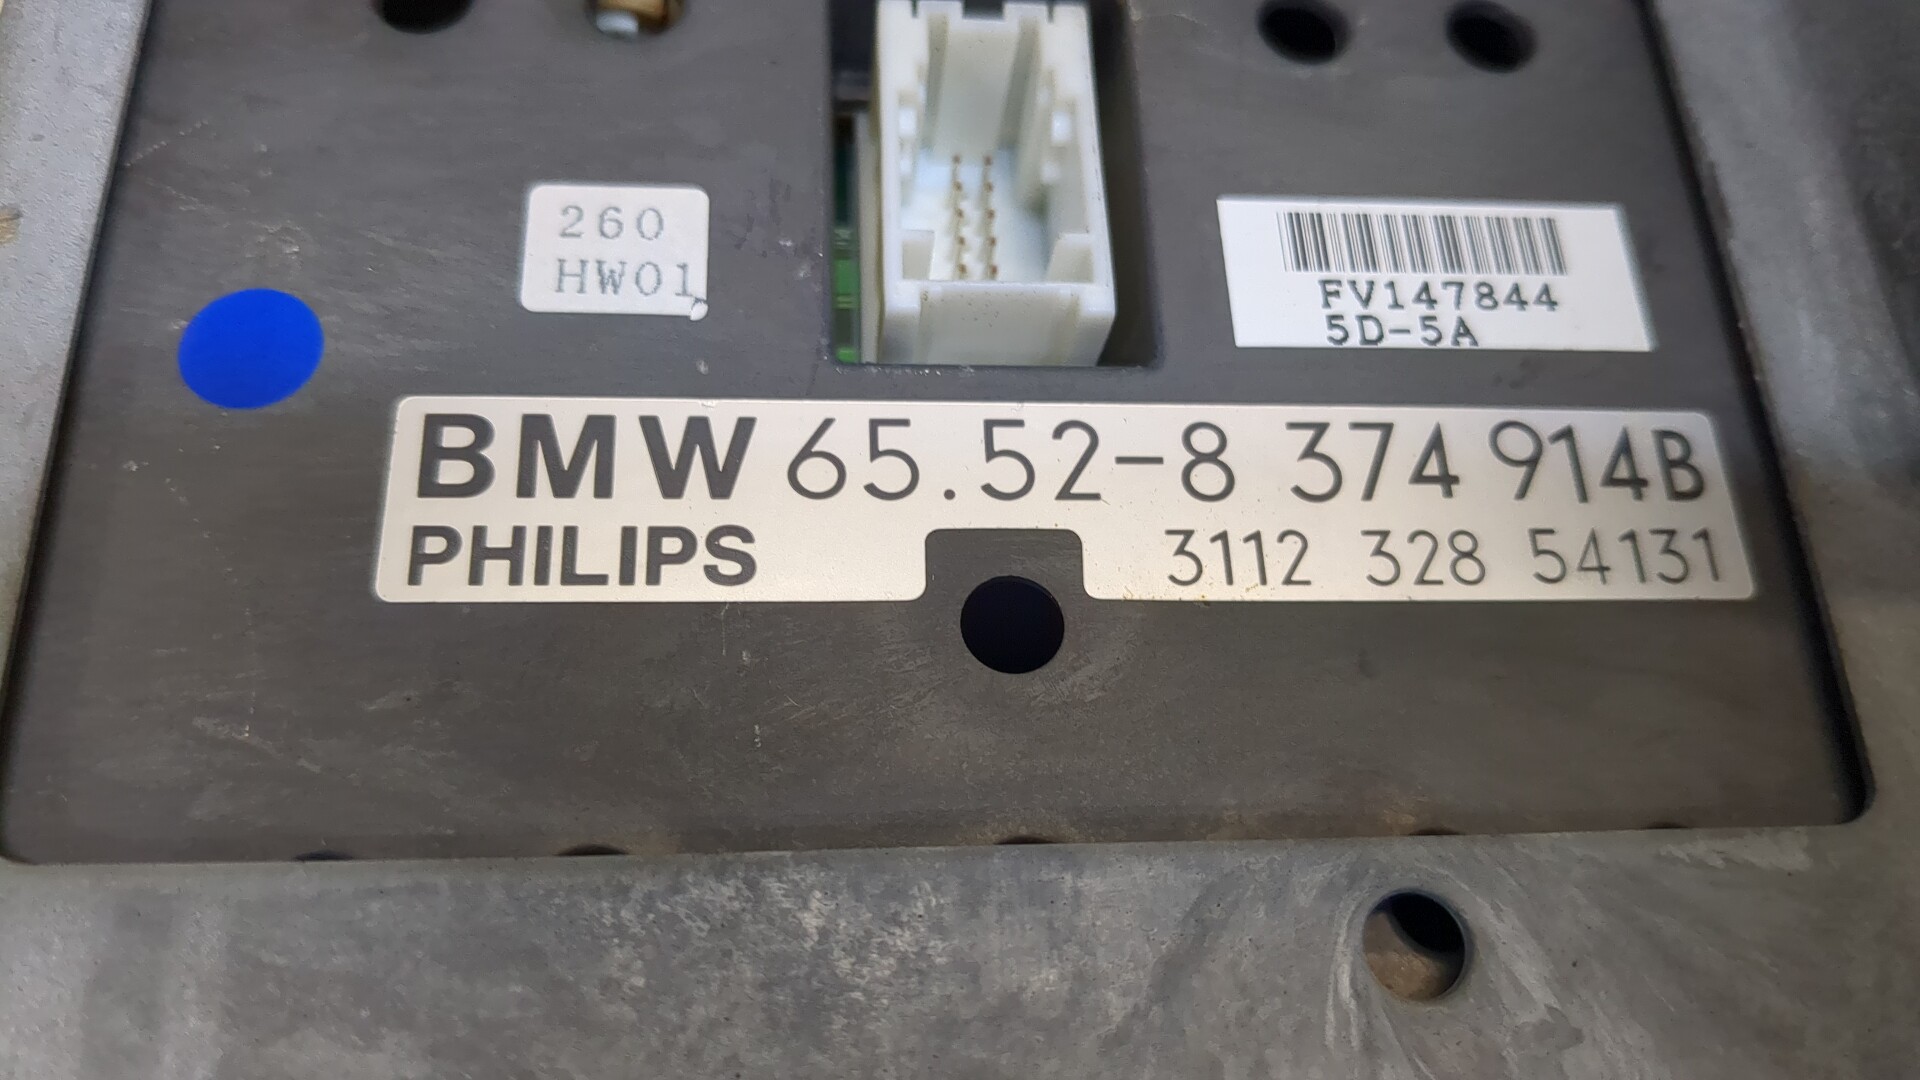 260
HW01
FV147844
5D-5A
BMW 65.52-8 374 914B
PHILIPS 3112 328 54131